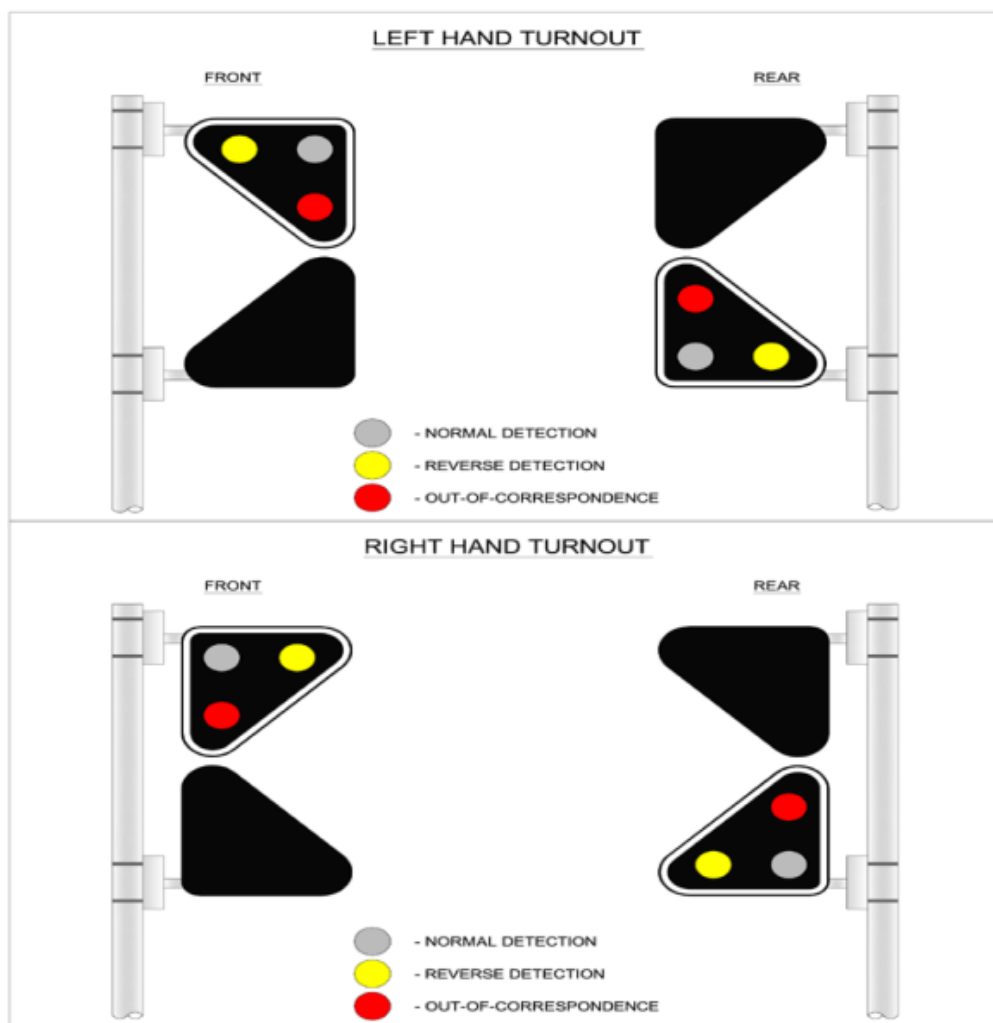 LEFT HAND TURNOUT
FRONT
REAR
- NORMAL DETECTION
- REVERSE DETECTION
- OUT-OF-CORRESPONDENCE
RIGHT HAND TURNOUT
FRONT
REAR
- NORMAL DETECTION
- REVERSE DETECTION
- OUT-OF-CORRESPONDENCE